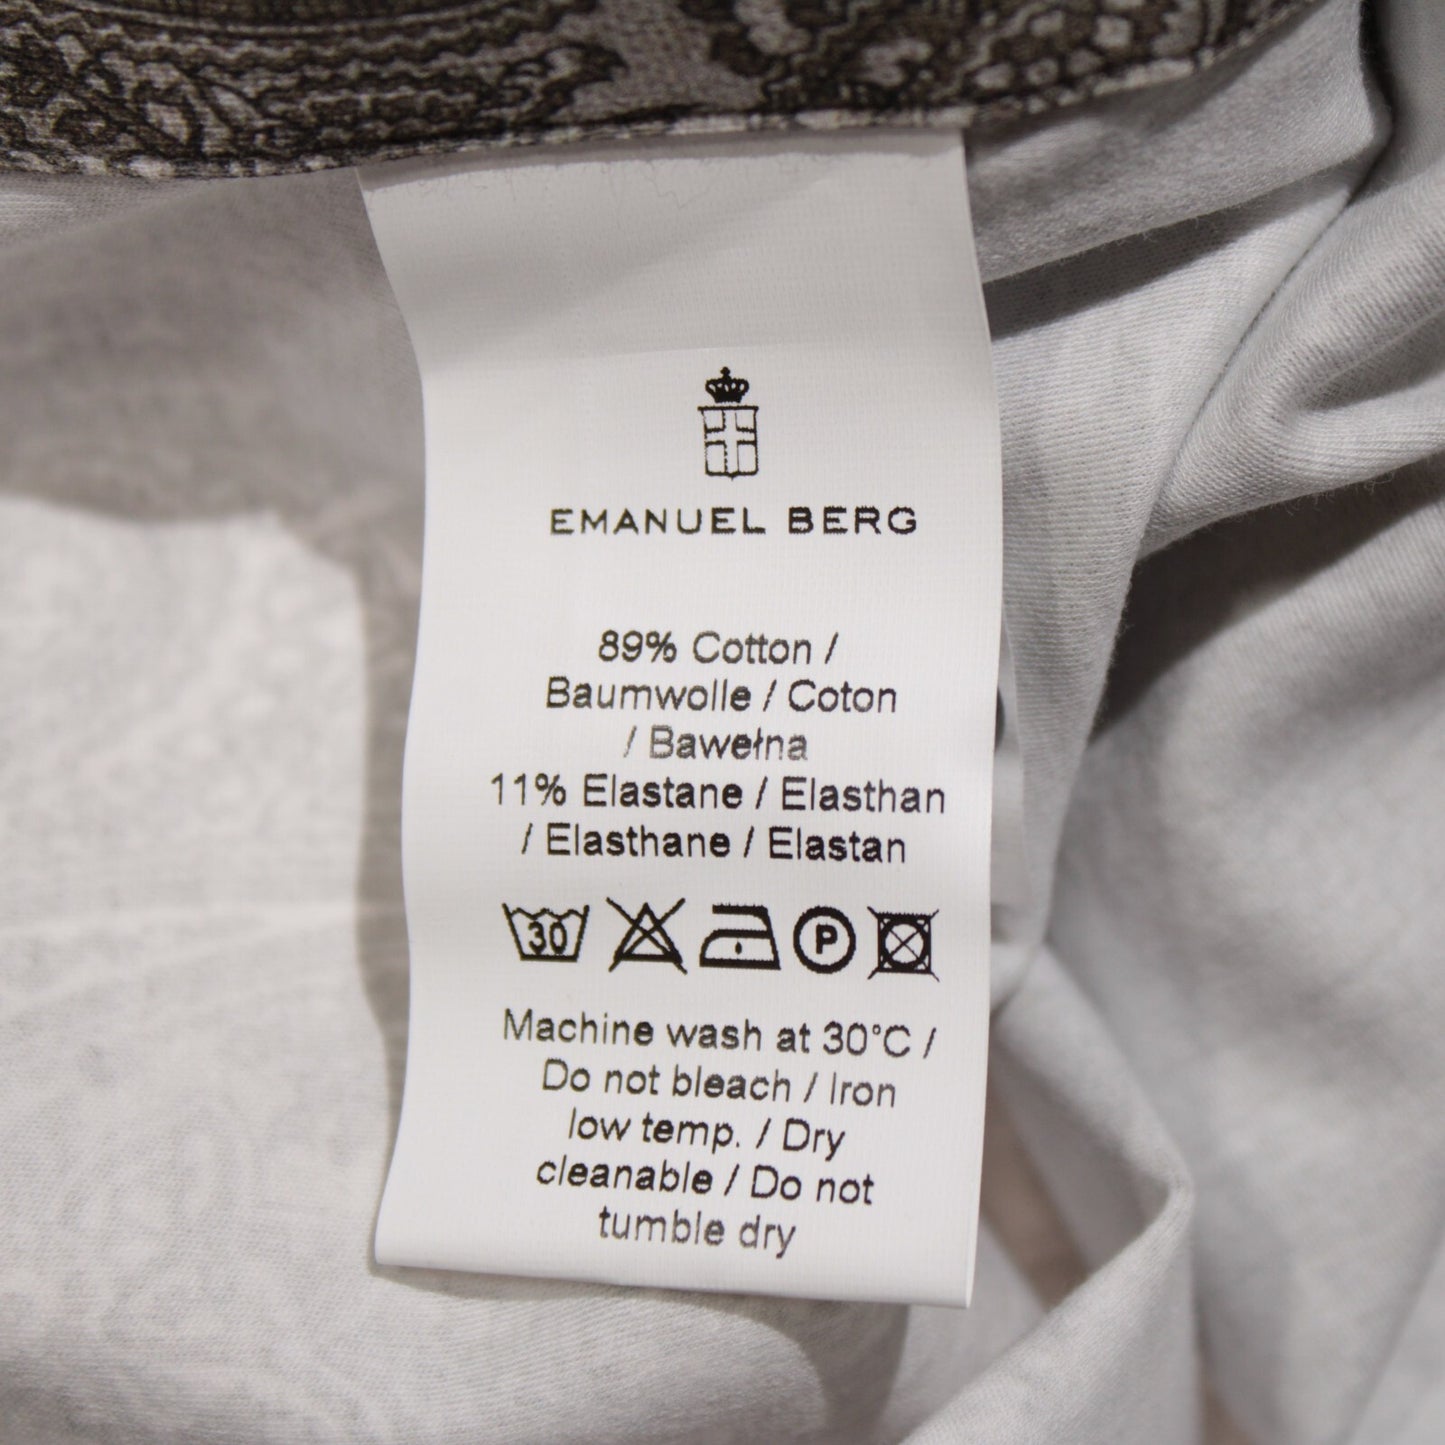 EMANUEL BERG
89% Cotton /
Baumwolle / Coton
/ Bawełna
11% Elastane / Elasthan
/ Elasthane / Elastan
30 P
Machine wash at 30°C /
Do not bleach / Iron
low temp. / Dry
cleanable / Do not
tumble dry